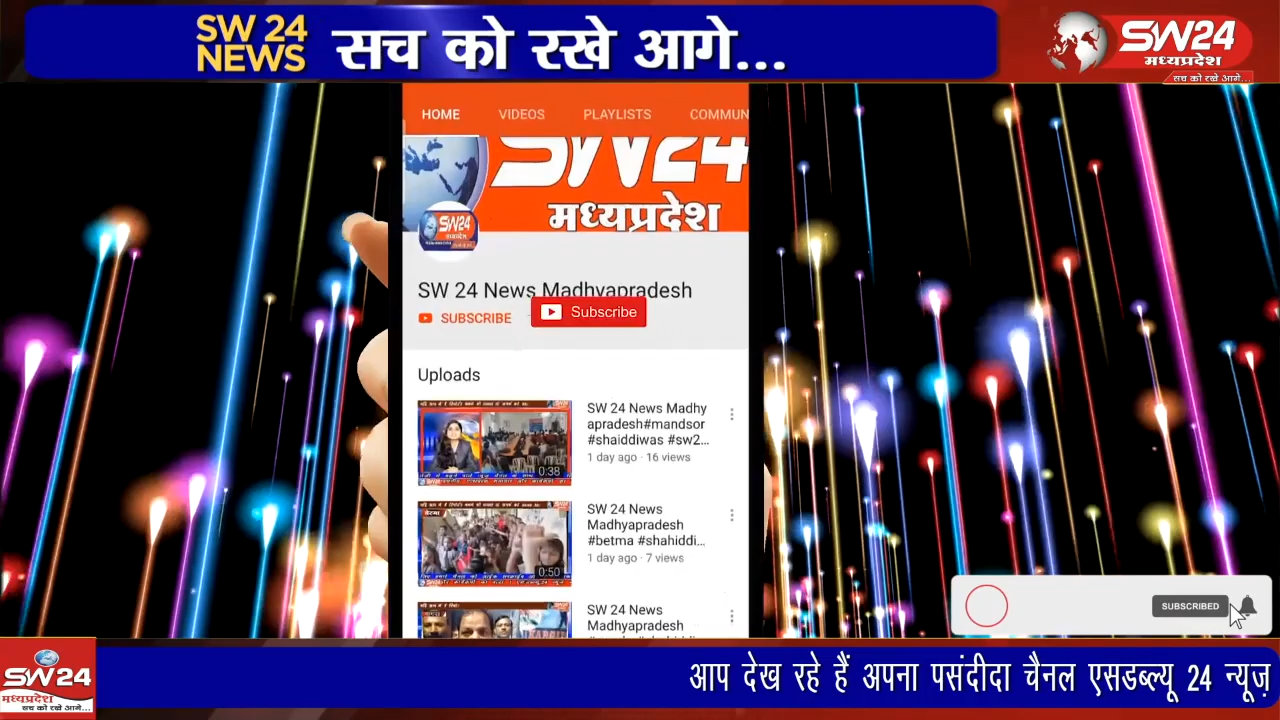 SW 24
NEWS
सच को रखे आगे...
SW24
मध्यप्रदेश
सच को रखे आगे...
HOME VIDEOS PLAYLISTS COMMUN
SW24
मध्यप्रदेश
SW24
SW 24 News Madhyapradesh
SUBSCRIBE
Subscribe
Uploads
SW 24 News Madhy
apradesh#mandsor
#shaiddiwas #sw2...
1 day ago · 16 views
0:38
SW 24 News
Madhyapradesh
#betma #shahiddi...
1 day ago · 7 views
0:50
SW 24 News
Madhyapradesh
SUBSCRIBED
SW24
मध्यप्रदेश
सच को रखे आगे...
आप देख रहे हैं अपना पसंदीदा चैनल एसडब्ल्यू 24 न्यूज़